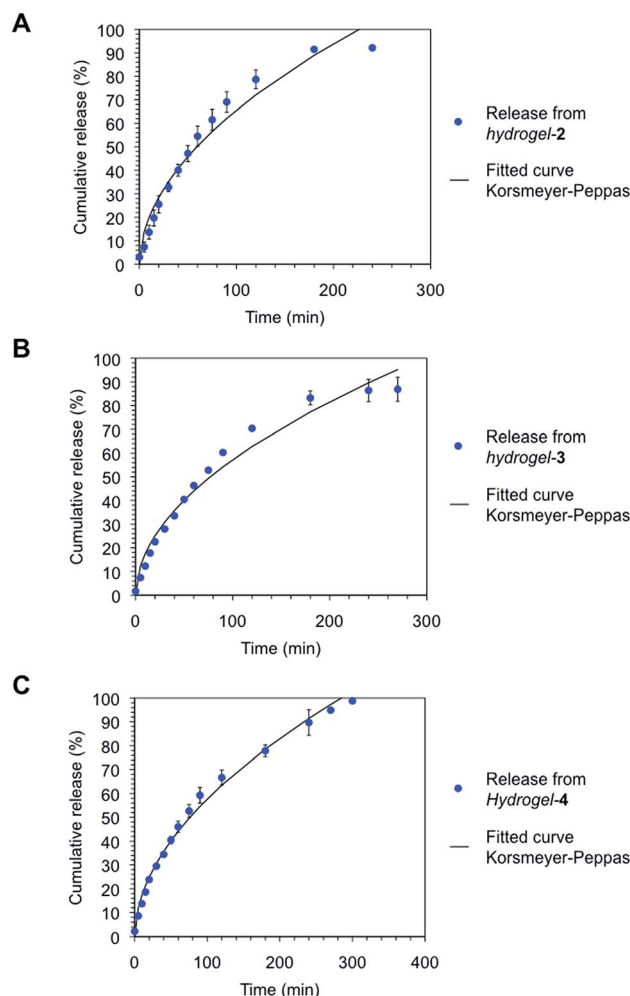 A
Cumulative release (%)
100
90
80
70
60
50
40
30
20
10
0
0 100 200 300
Time (min)
Release from
hydrogel-2
Fitted curve
Korsmeyer-Peppas
B
Cumulative release (%)
100
90
80
70
60
50
40
30
20
10
0
0 100 200 300
Time (min)
Release from
hydrogel-3
Fitted curve
Korsmeyer-Peppas
C
Cumulative release (%)
100
90
80
70
60
50
40
30
20
10
0
0 100 200 300 400
Time (min)
Release from
Hydrogel-4
Fitted curve
Korsmeyer-Peppas